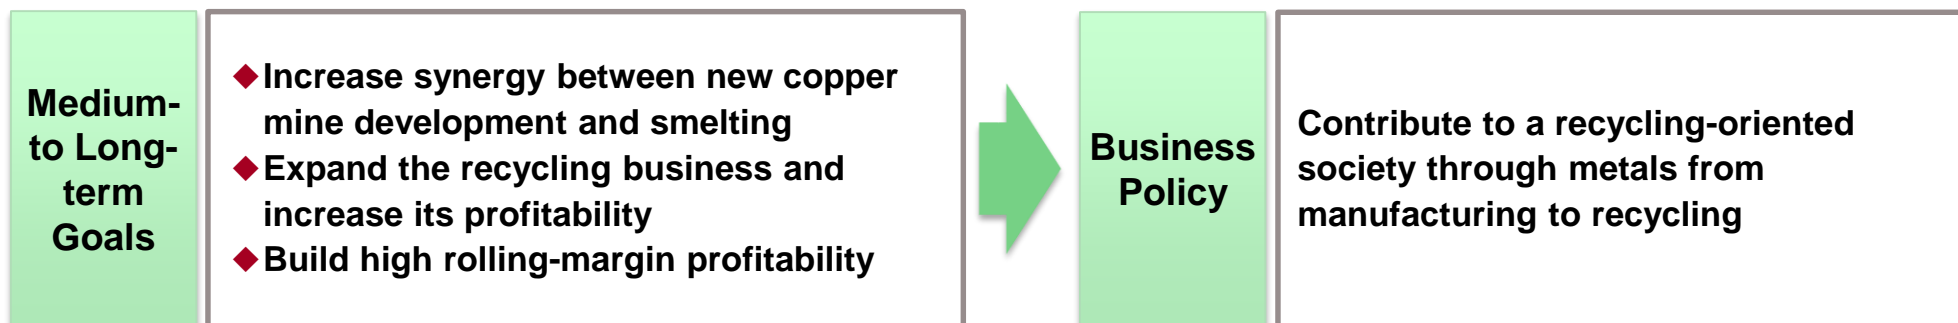 Medium-
to Long-
term
Goals
◆Increase synergy between new copper
mine development and smelting
◆Expand the recycling business and
increase its profitability
◆Build high rolling-margin profitability
Business
Policy
Contribute to a recycling-oriented
society through metals from
manufacturing to recycling